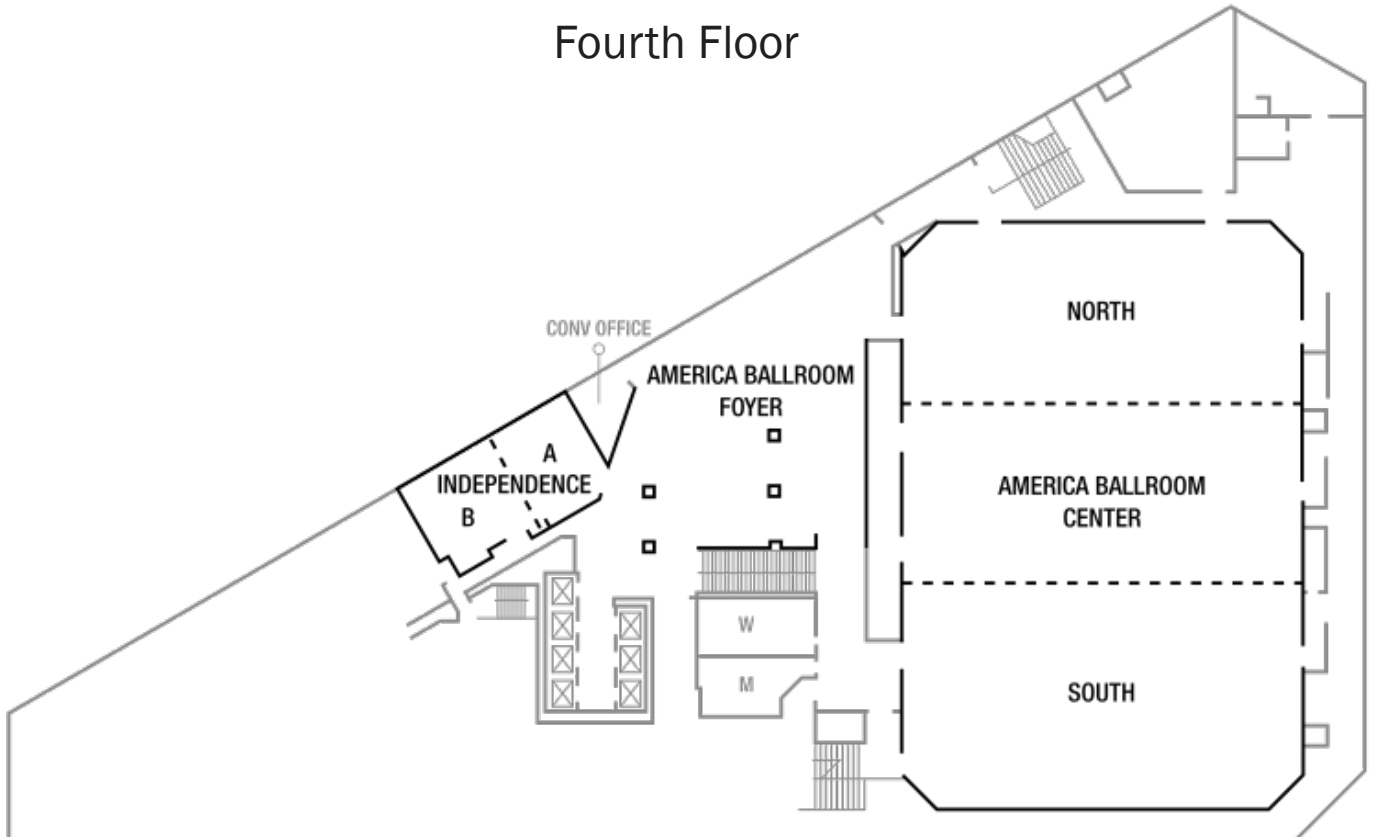 Fourth Floor
NORTH
CONV OFFICE
AMERICA BALLROOM
FOYER
A
INDEPENDENCE
B
AMERICA BALLROOM
CENTER
W
M
SOUTH